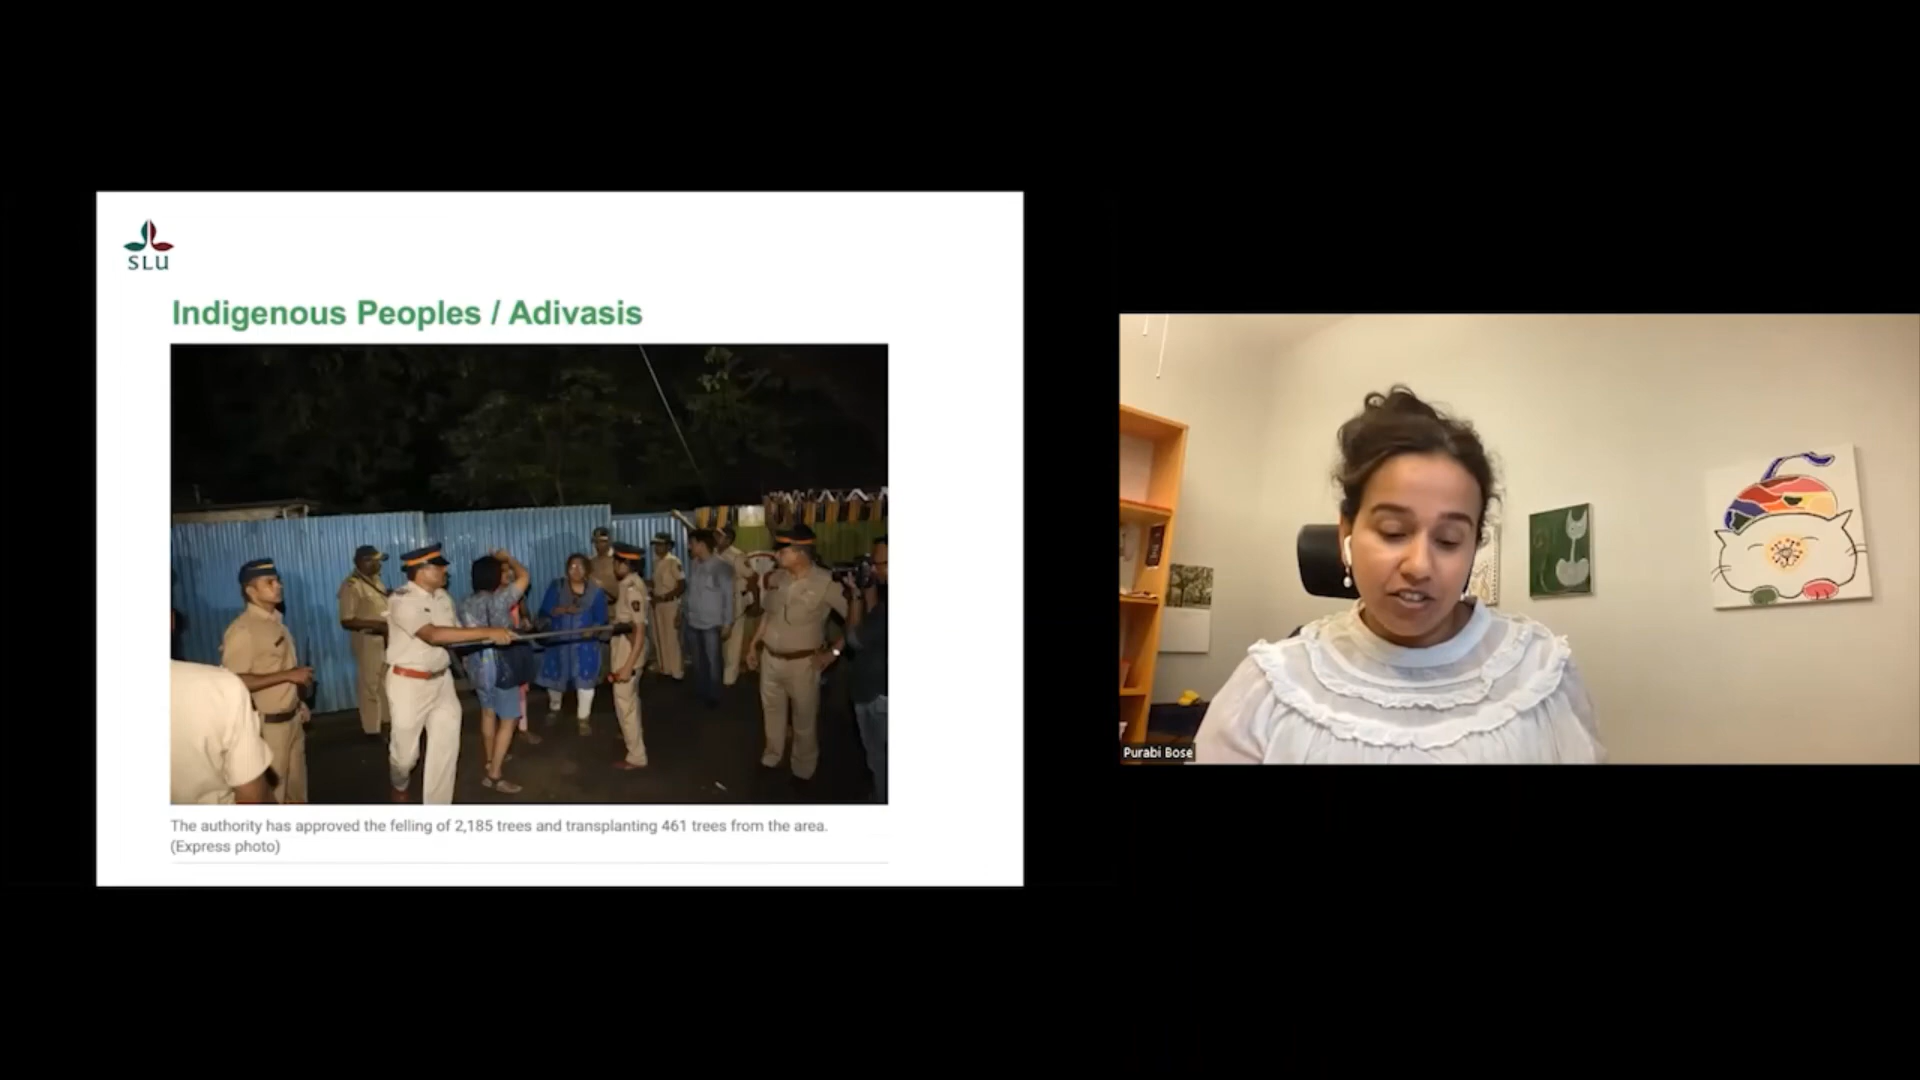 SLU
Indigenous Peoples / Adivasis
The authority has approved the felling of 2,185 trees and transplanting 461 trees from the area.
(Express photo)
Purabi Bose